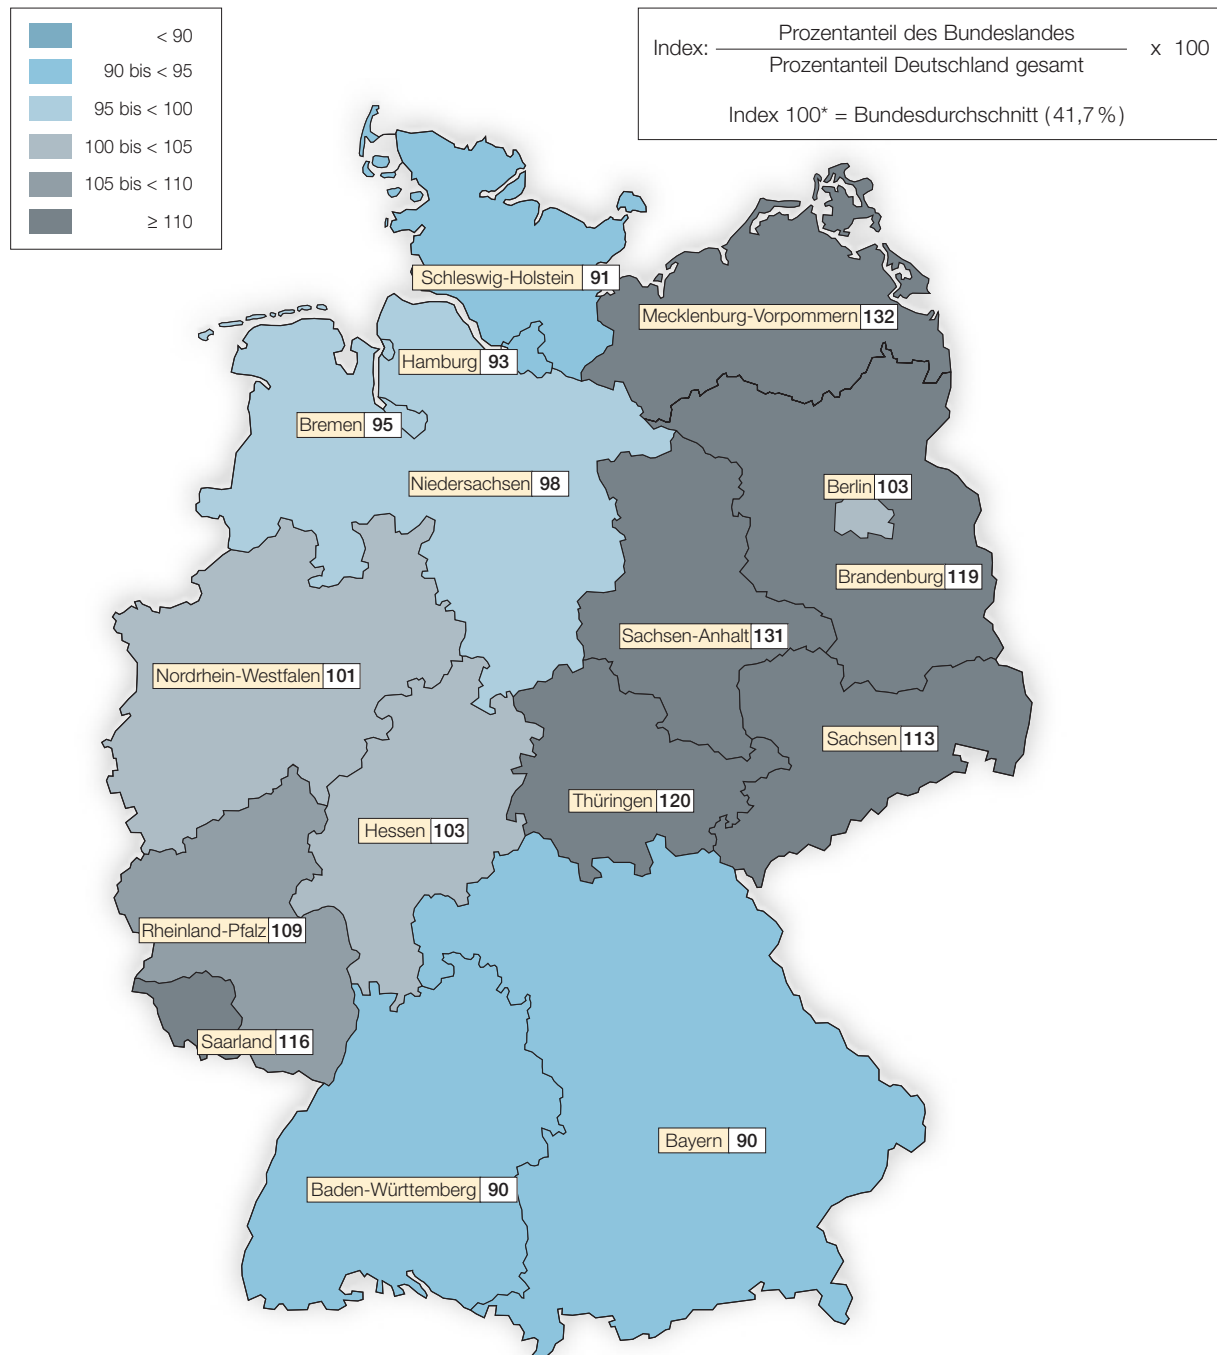 < 90
90 bis < 95
95 bis < 100
100 bis < 105
105 bis < 110
≥ 110
Index: Prozentanteil des Bundeslandes x 100
Prozentanteil Deutschland gesamt
Index 100* = Bundesdurchschnitt (41,7 %)
Schleswig-Holstein 91
Mecklenburg-Vorpommern 132
Hamburg 93
Bremen 95
Niedersachsen 98
Berlin 103
Brandenburg 119
Sachsen-Anhalt 131
Nordrhein-Westfalen 101
Sachsen 113
Thüringen 120
Hessen 103
Rheinland-Pfalz 109
Saarland 116
Bayern 90
Baden-Württemberg 90